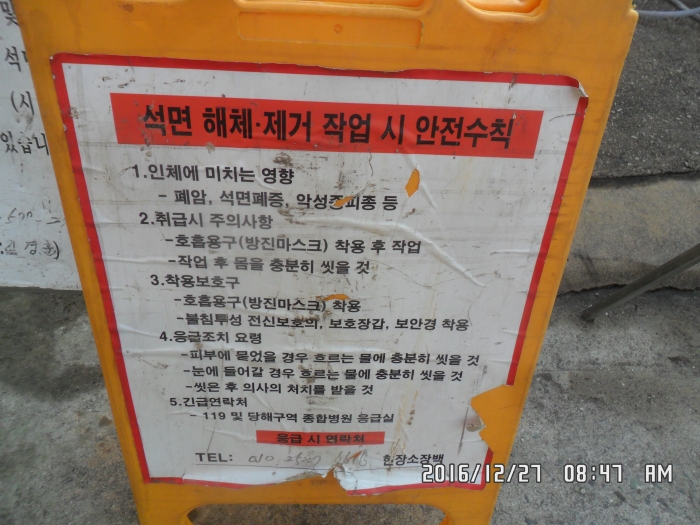 석면 해체·제거 작업 시 안전수칙
1.인체에 미치는 영향
- 폐암, 석면폐증, 악성중피종 등
2.취급시 주의사항
-호흡용구(방진마스크) 착용 후 작업
-작업 후 몸을 충분히 씻을 것
3.착용보호구
-호흡용구(방진마스크) 착용
-불침투성 전신보호의, 보호장갑, 보안경 착용
4.응급조치 요령
-피부에 묻었을 경우 흐르는 물에 충분히 씻을 것
-눈에 들어갈 경우 흐르는 물에 충분히 씻을 것
-씻은 후 의사의 처치를 받을 것
5.긴급연락처
- 119 및 당해구역 종합병원 응급실
응급 시 연락처
TEL: 010 현장소장백
2016/12/27 08:47 AM
및
(시
있습니